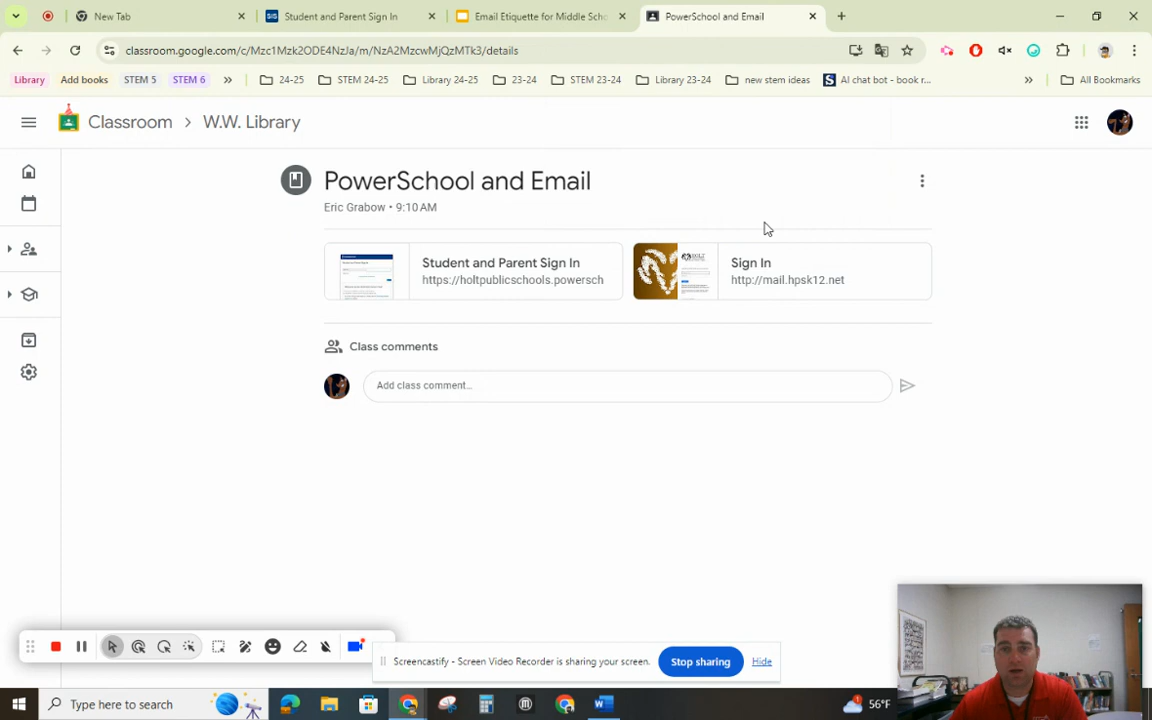 New Tab
Student and Parent Sign In
Email Etiquette for Middle Scho
PowerSchool and Email
classroom.google.com/c/Mzc1Mzk2ODE4NzJa/m/NzA2MzcwMjQzMTk3/details
Library
Add books
STEM 5
STEM 6
24-25
STEM 24-25
Library 24-25
23-24
STEM 23-24
Library 23-24
new stem ideas
AI chat bot - book r...
All Bookmarks
Classroom > W.W. Library
PowerSchool and Email
Eric Grabow • 9:10 AM
Student and Parent Sign In
https://holtpublicschools.powersch
Sign In
http://mail.hpsk12.net
Class comments
Add class comment...
Screencastify - Screen Video Recorder is sharing your screen.
Stop sharing
Hide
Type here to search
56°F